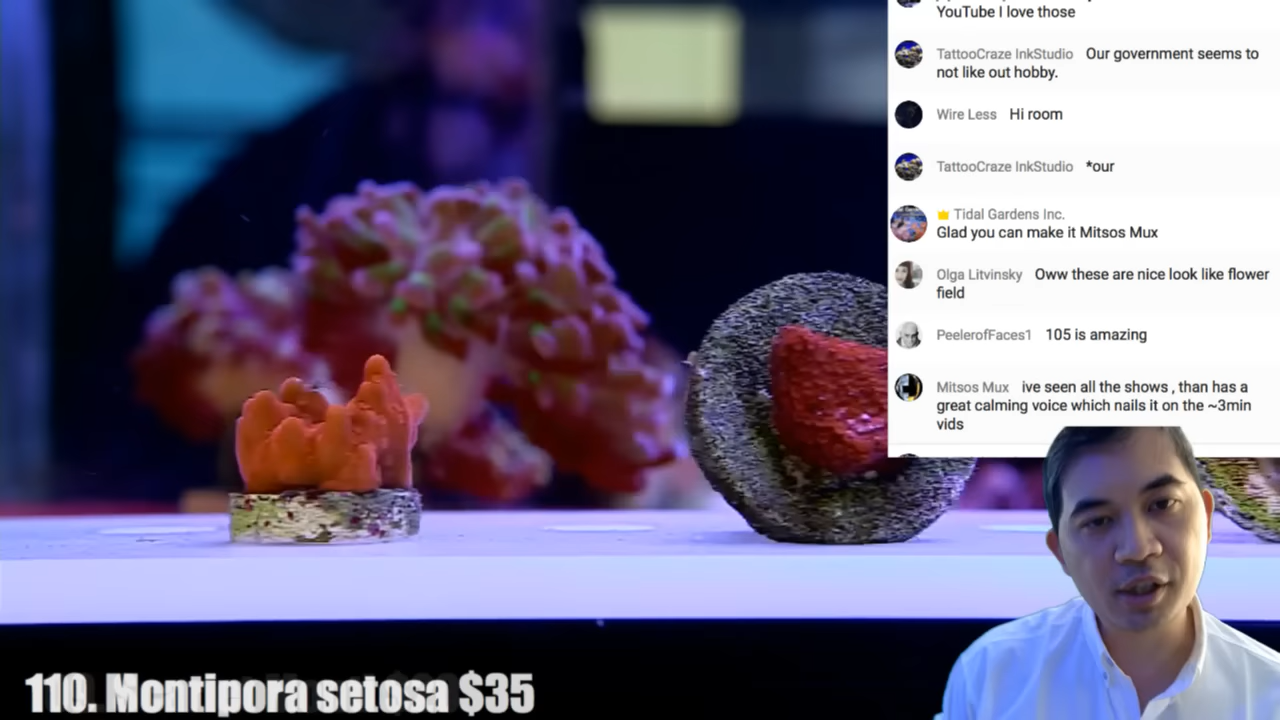 YouTube I love those
TattooCraze InkStudio Our government seems to
not like out hobby.
Wire Less Hi room
TattooCraze InkStudio *our
Tidal Gardens Inc.
Glad you can make it Mitsos Mux
Olga Litvinsky Oww these are nice look like flower
field
PeelerofFaces1 105 is amazing
Mitsos Mux ive seen all the shows , than has a
great calming voice which nails it on the ~3min
vids
110. Montipora setosa $35